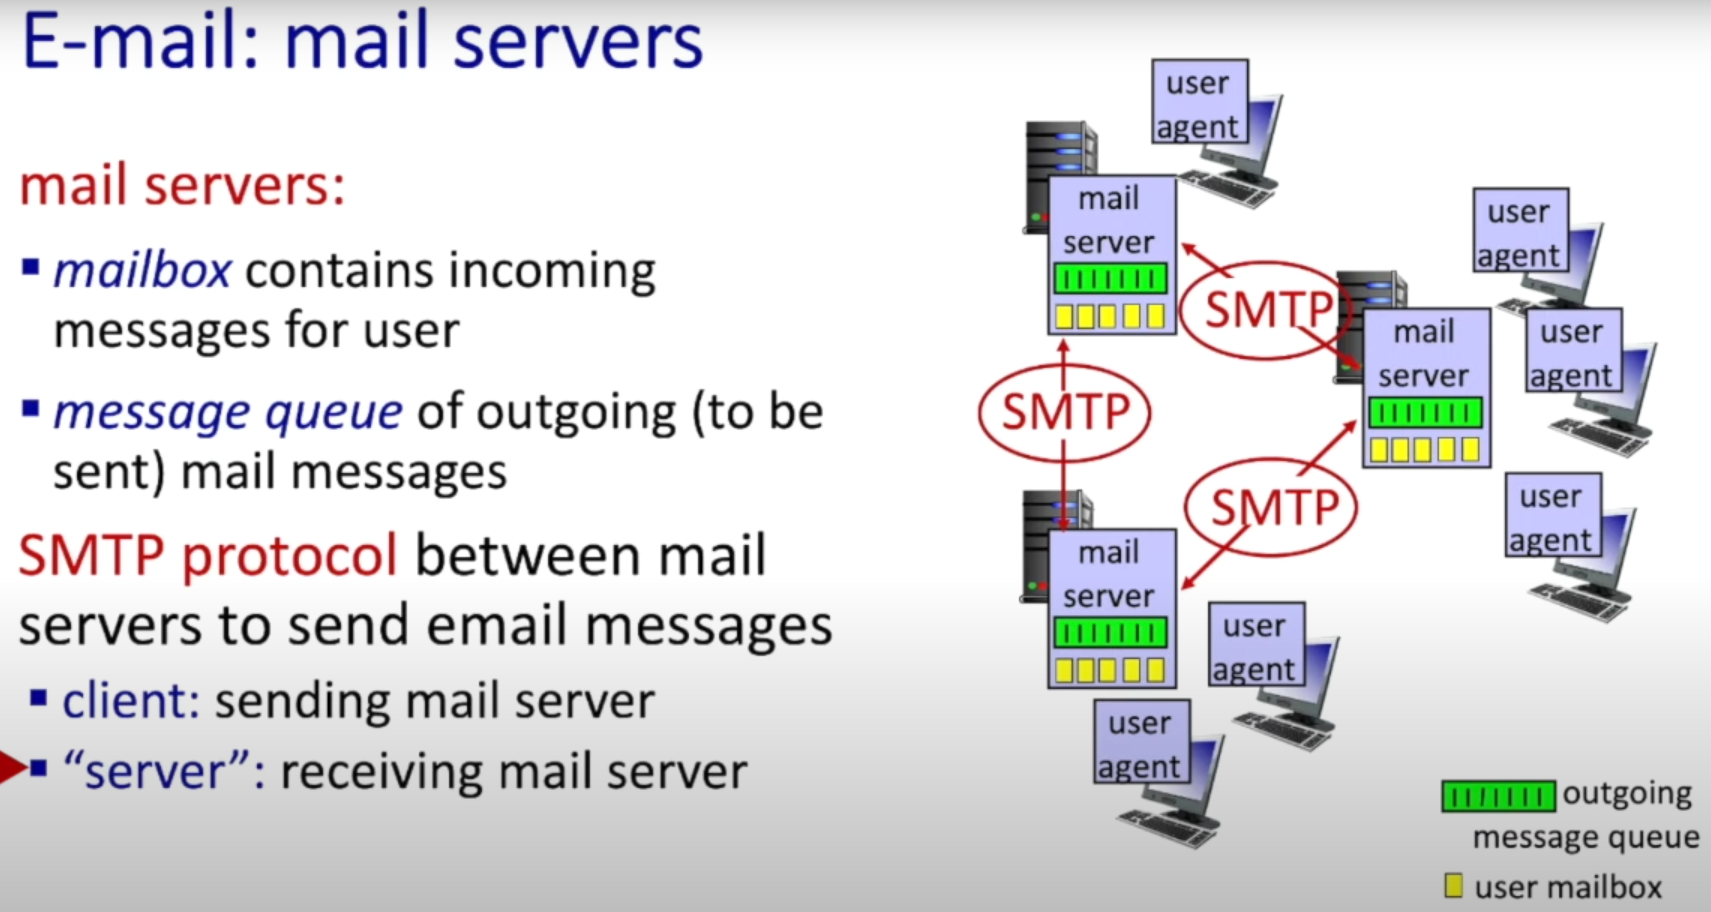 E-mail: mail servers
mail servers:
▪ mailbox contains incoming
messages for user
▪ message queue of outgoing (to be
sent) mail messages
SMTP protocol between mail
servers to send email messages
▪ client: sending mail server
▪ “server”: receiving mail server
user
agent
mail
server
SMTP
user
agent
mail
server
user
agent
SMTP
SMTP
user
agent
mail
server
user
agent
user
agent
outgoing
message queue
user mailbox